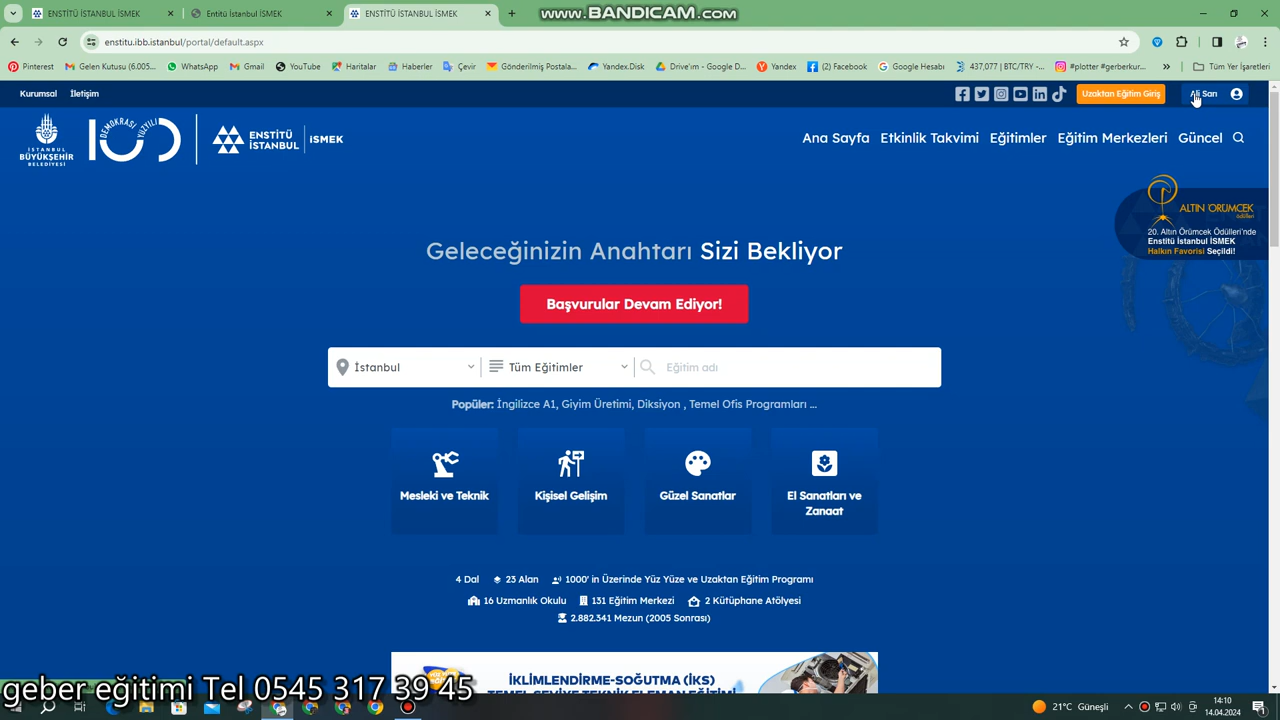 ENSTİTÜ İSTANBUL İSMEK
Enstitü İstanbul İSMEK
ENSTİTÜ İSTANBUL İSMEK
www.BANDICAM.com
enstitu.ibb.istanbul/portal/default.aspx
Pinterest
Gelen Kutusu (6.005...
WhatsApp
Gmail
YouTube
Haritalar
Haberler
Çevir
Gönderilmiş Postala...
Yandex.Disk
Drive'ım - Google D...
Yandex
(2) Facebook
Google Hesabı
437,077 | BTC/TRY -...
#plotter #gerberkur...
Tüm Yer İşaretleri
Kurumsal
İletişim
Uzaktan Eğitim Giriş
Ali Sarı
İSTANBUL
BÜYÜKŞEHİR
BELEDİYESİ
100
DEMOKRASİ
YÜZYILI
ENSTİTÜ
İSTANBUL
İSMEK
Ana Sayfa
Etkinlik Takvimi
Eğitimler
Eğitim Merkezleri
Güncel
ALTIN ÖRÜMCEK
ödülleri
20. Altın Örümcek Ödülleri'nde
Enstitü İstanbul İSMEK
Halkın Favorisi Seçildi!
Geleceğinizin Anahtarı Sizi Bekliyor
Başvurular Devam Ediyor!
İstanbul
Tüm Eğitimler
Eğitim adı
Popüler: İngilizce A1, Giyim Üretimi, Diksiyon , Temel Ofis Programları ...
Mesleki ve Teknik
Kişisel Gelişim
Güzel Sanatlar
El Sanatları ve
Zanaat
4 Dal
23 Alan
1000' in Üzerinde Yüz Yüze ve Uzaktan Eğitim Programı
16 Uzmanlık Okulu
131 Eğitim Merkezi
2 Kütüphane Atölyesi
2.882.341 Mezun (2005 Sonrası)
İKLİMLENDİRME-SOĞUTMA (İKS)
TEMEL SEVİYE TEKNİK ELEMAN EĞİTİMİ
geber eğitimi Tel 0545 317 39 45
21°C Güneşli
14:10
14.04.2024